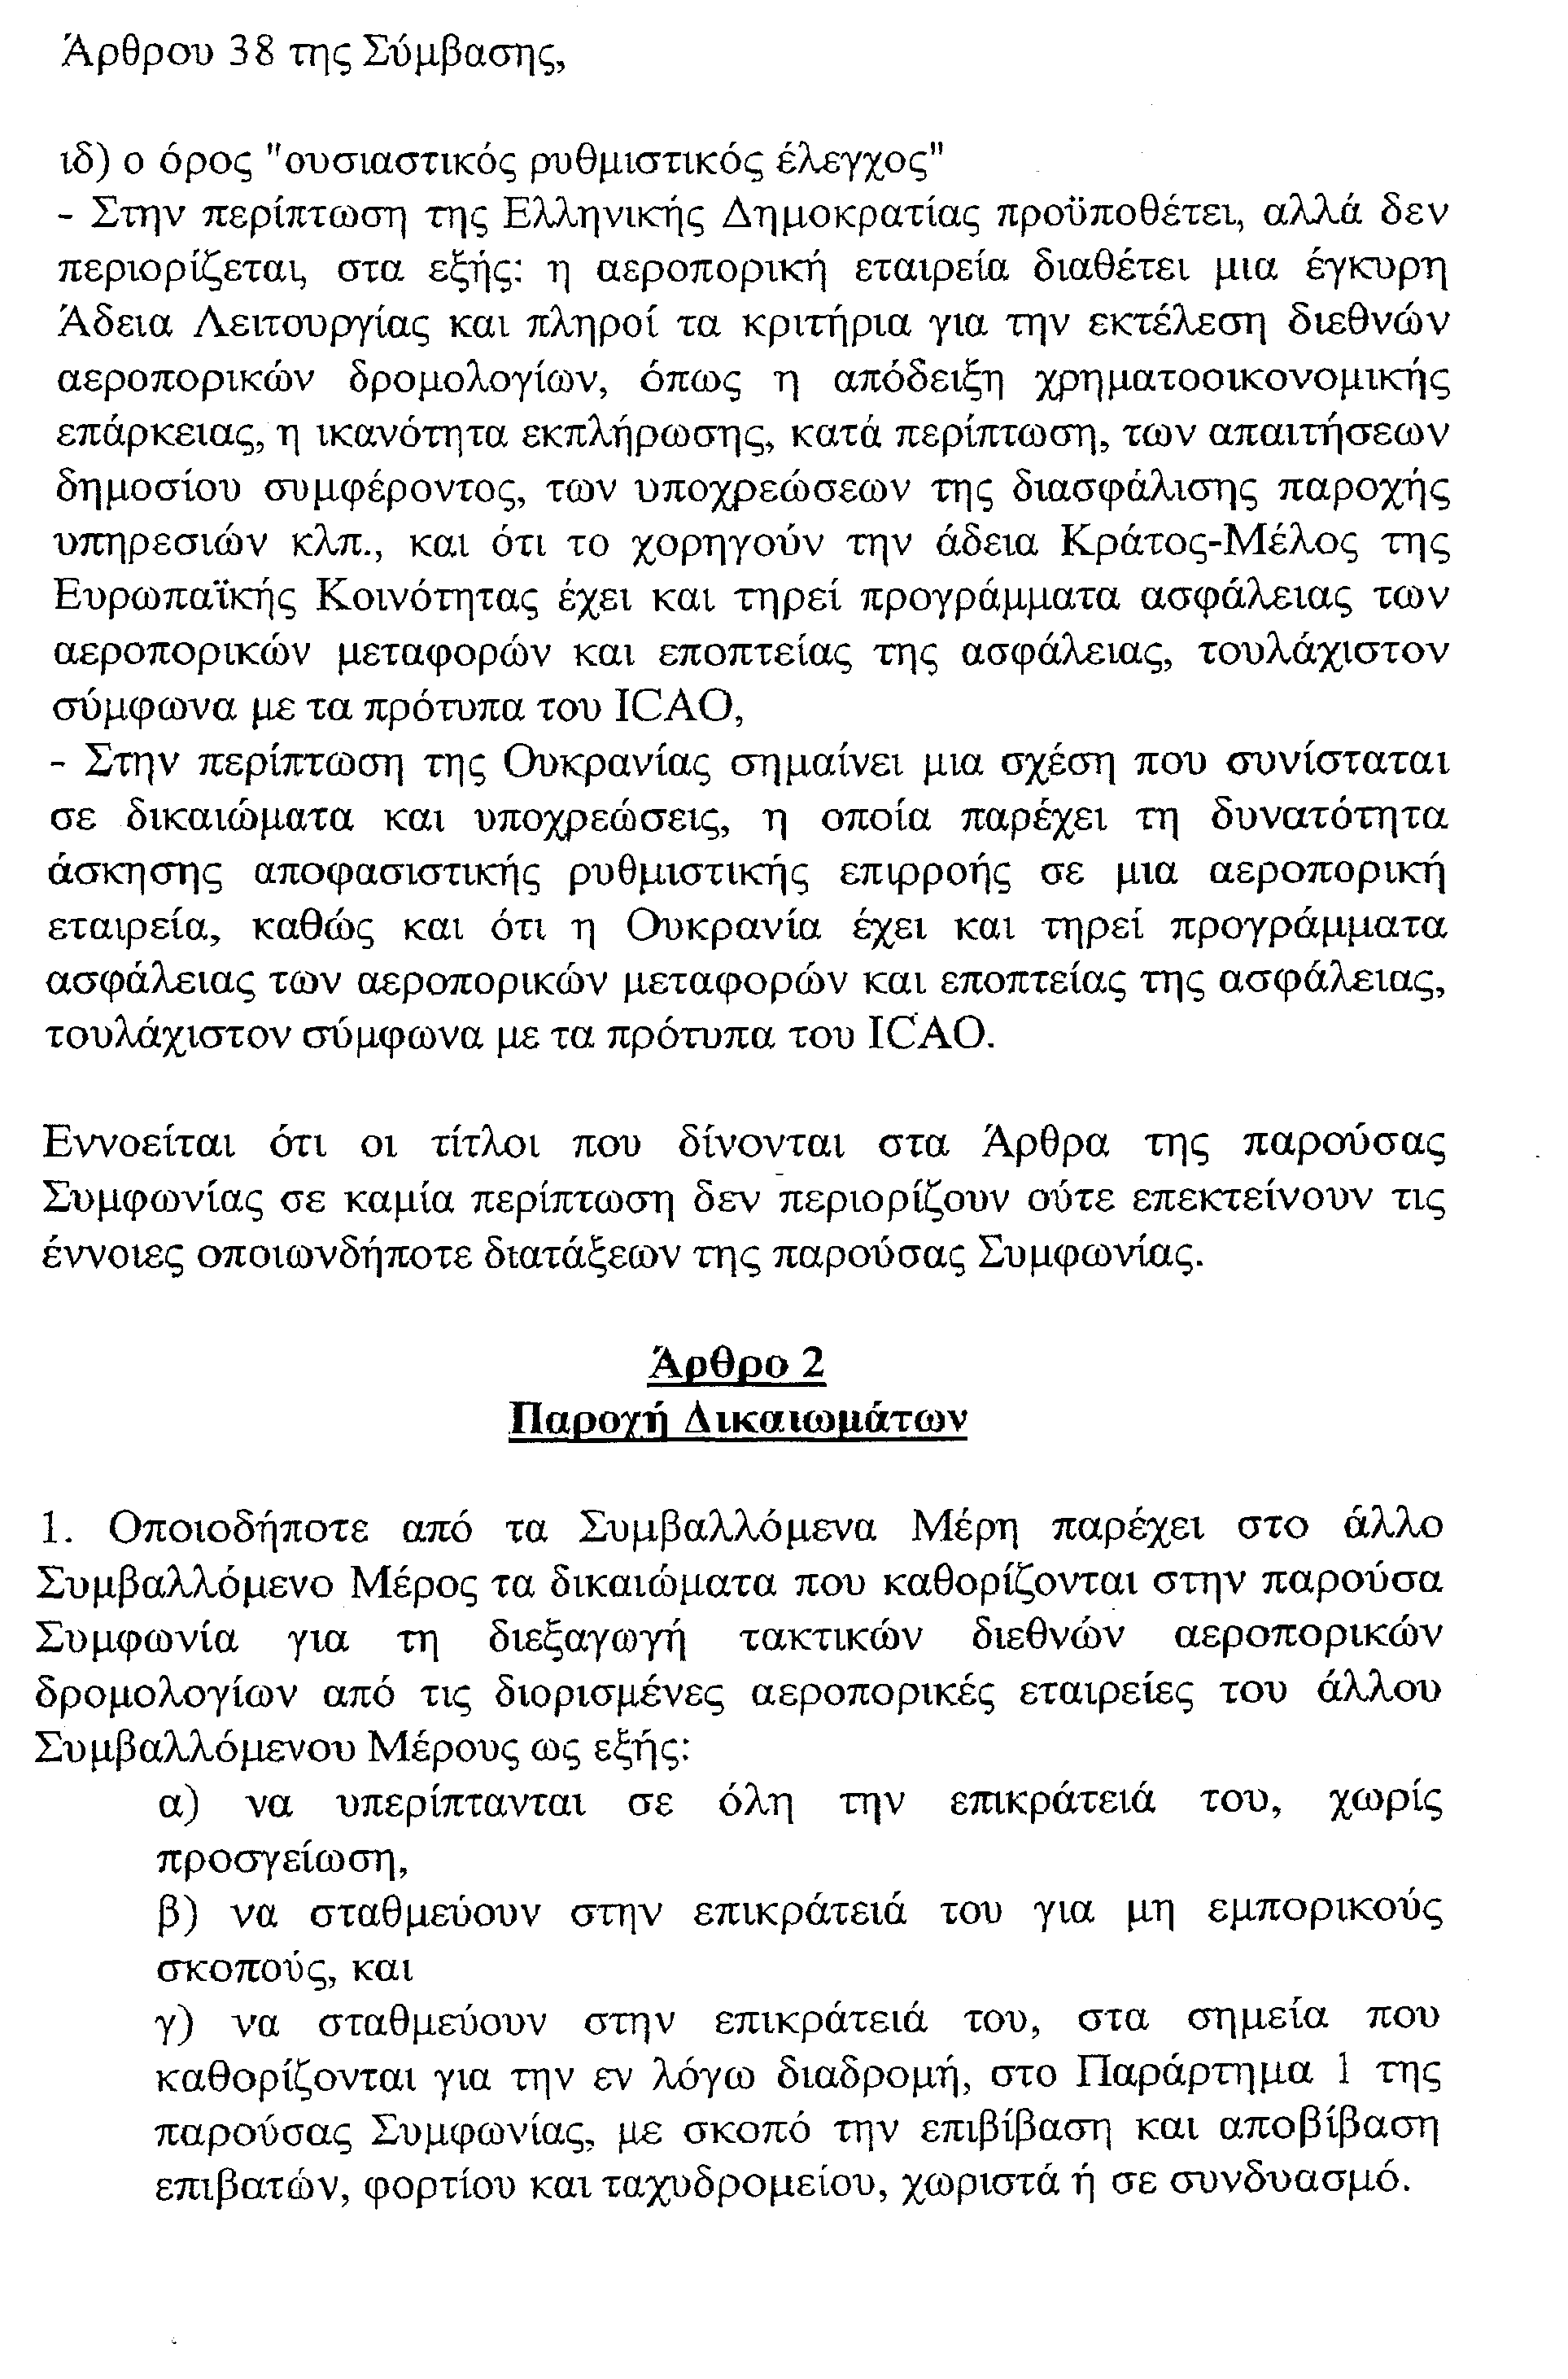 Άρθρου 38 της Σύμβασης,
ιδ) ο όρος "ουσιαστικός ρυθμιστικός έλεγχος"
- Στην περίπτωση της Ελληνικής Δημοκρατίας προϋποθέτει, αλλά δεν
περιορίζεται, στα εξής: η αεροπορική εταιρεία διαθέτει μια έγκυρη
Άδεια Λειτουργίας και πληροί τα κριτήρια για την εκτέλεση διεθνών
αεροπορικών δρομολογίων, όπως η απόδειξη χρηματοοικονομικής
επάρκειας, η ικανότητα εκπλήρωσης, κατά περίπτωση, των απαιτήσεων
δημοσίου συμφέροντος, των υποχρεώσεων της διασφάλισης παροχής
υπηρεσιών κλπ., και ότι το χορηγούν την άδεια Κράτος-Μέλος της
Ευρωπαϊκής Κοινότητας έχει και τηρεί προγράμματα ασφάλειας των
αεροπορικών μεταφορών και εποπτείας της ασφάλειας, τουλάχιστον
σύμφωνα με τα πρότυπα του ICAO,
- Στην περίπτωση της Ουκρανίας σημαίνει μια σχέση που συνίσταται
σε δικαιώματα και υποχρεώσεις, η οποία παρέχει τη δυνατότητα
άσκησης αποφασιστικής ρυθμιστικής επιρροής σε μια αεροπορική
εταιρεία, καθώς και ότι η Ουκρανία έχει και τηρεί προγράμματα
ασφάλειας των αεροπορικών μεταφορών και εποπτείας της ασφάλειας,
τουλάχιστον σύμφωνα με τα πρότυπα του ICAO.
Εννοείται ότι οι τίτλοι που δίνονται στα Άρθρα της παρούσας
Συμφωνίας σε καμία περίπτωση δεν περιορίζουν ούτε επεκτείνουν τις
έννοιες οποιωνδήποτε διατάξεων της παρούσας Συμφωνίας.
Άρθρο 2
Παροχή Δικαιωμάτων
1. Οποιοδήποτε από τα Συμβαλλόμενα Μέρη παρέχει στο άλλο
Συμβαλλόμενο Μέρος τα δικαιώματα που καθορίζονται στην παρούσα
Συμφωνία για τη διεξαγωγή τακτικών διεθνών αεροπορικών
δρομολογίων από τις διορισμένες αεροπορικές εταιρείες του άλλου
Συμβαλλόμενου Μέρους ως εξής:
α) να υπερίπτανται σε όλη την επικράτειά του, χωρίς
προσγείωση,
β) να σταθμεύουν στην επικράτειά του για μη εμπορικούς
σκοπούς, και
γ) να σταθμεύουν στην επικράτειά του, στα σημεία που
καθορίζονται για την εν λόγω διαδρομή, στο Παράρτημα 1 της
παρούσας Συμφωνίας, με σκοπό την επιβίβαση και αποβίβαση
επιβατών, φορτίου και ταχυδρομείου, χωριστά ή σε συνδυασμό.